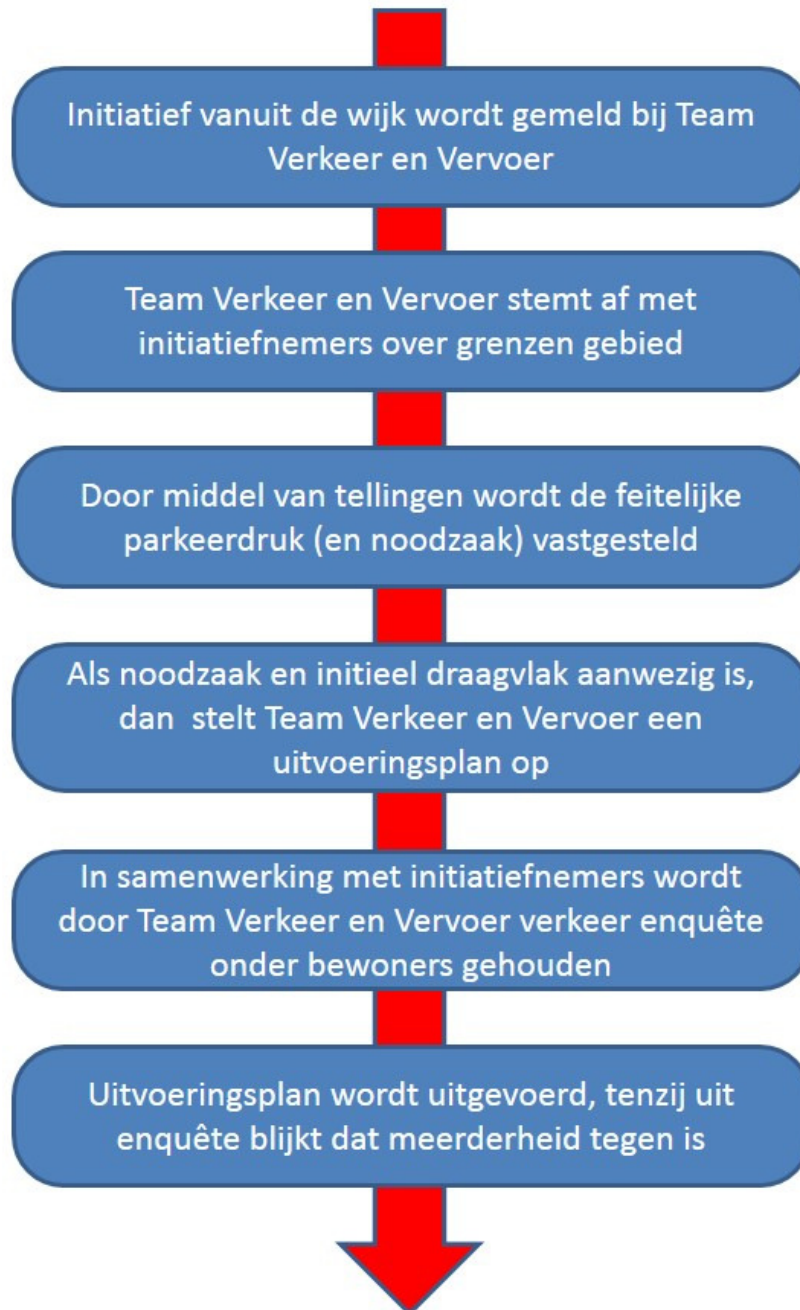 Initiatief vanuit de wijk wordt gemeld bij Team
Verkeer en Vervoer
Team Verkeer en Vervoer stemt af met
initiatiefnemers over grenzen gebied
Door middel van tellingen wordt de feitelijke
parkeerdruk (en noodzaak) vastgesteld
Als noodzaak en initieel draagvlak aanwezig is,
dan stelt Team Verkeer en Vervoer een
uitvoeringsplan op
In samenwerking met initiatiefnemers wordt
door Team Verkeer en Vervoer verkeer enquête
onder bewoners gehouden
Uitvoeringsplan wordt uitgevoerd, tenzij uit
enquête blijkt dat meerderheid tegen is